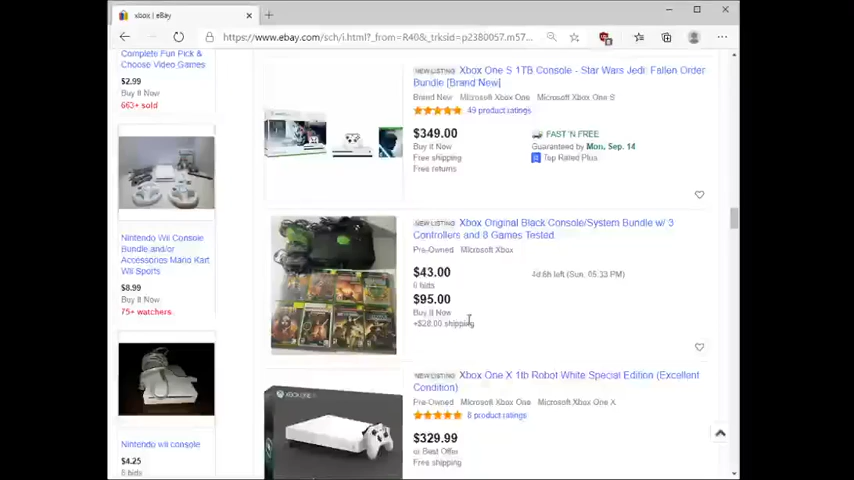 xbox | eBay
https://www.ebay.com/sch/i.html?_from=R40&_trksid=p2380057.m57...
Complete Fun Pick &
Choose Video Games
$2.99
Buy It Now
663+ sold
Nintendo Wii Console
Bundle and/or
Accessories Mario Kart
Wii Sports
$8.99
Buy It Now
75+ watchers
Nintendo wii console
$4.25
6 bids
NEW LISTING Xbox One S 1TB Console - Star Wars Jedi: Fallen Order
Bundle [Brand New]
Brand New Microsoft Xbox One Microsoft Xbox One S
49 product ratings
$349.00
Buy It Now
Free shipping
Free returns
FAST 'N FREE
Guaranteed by Mon, Sep. 14
Top Rated Plus
NEW LISTING Xbox Original Black Console/System Bundle w/ 3
Controllers and 8 Games Tested
Pre-Owned Microsoft Xbox
$43.00
0 bids
$95.00
Buy It Now
+$28.00 shipping
6h left (Sun, 05:33 PM)
NEW LISTING Xbox One X 1tb Robot White Special Edition (Excellent
Condition)
Pre-Owned Microsoft Xbox One Microsoft Xbox One X
8 product ratings
$329.99
or Best Offer
Free shipping
XBOX ONE X